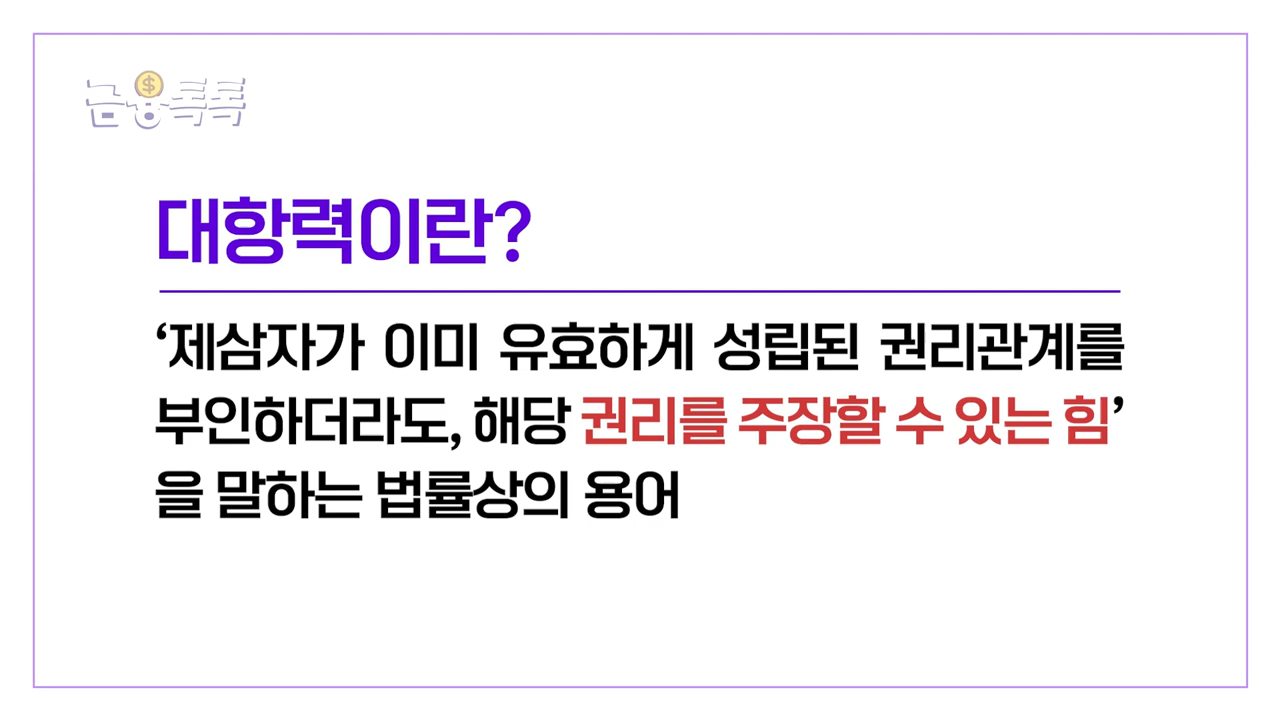 금융톡톡
대항력이란?
‘제삼자가 이미 유효하게 성립된 권리관계를
부인하더라도, 해당 권리를 주장할 수 있는 힘’
을 말하는 법률상의 용어